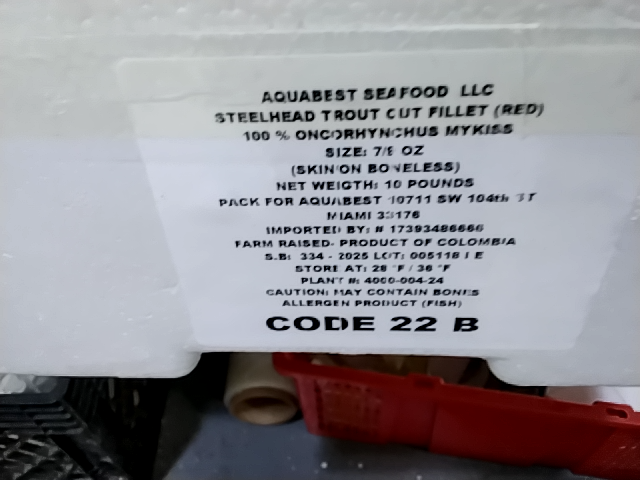 AQUABEST SEAFOOD LLC
STEELHEAD TROUT CUT FILLET (RED)
100 % ONCORHYNCHUS MYKISS
SIZE: 7/8 OZ
(SKIN ON BONELESS)
NET WEIGTH: 10 POUNDS
PACK FOR AQUABEST 10711 SW 104th ST
MIAMI 33176
IMPORTED BY: # 17393486666
FARM RAISED- PRODUCT OF COLOMBIA
S.B: 334 - 2025 LOT: 005118 / E
STORE AT: 28 °F / 36 °F
PLANT #: 4000-004-24
CAUTION: MAY CONTAIN BONES
ALLERGEN PRODUCT (FISH)
CODE 22 B